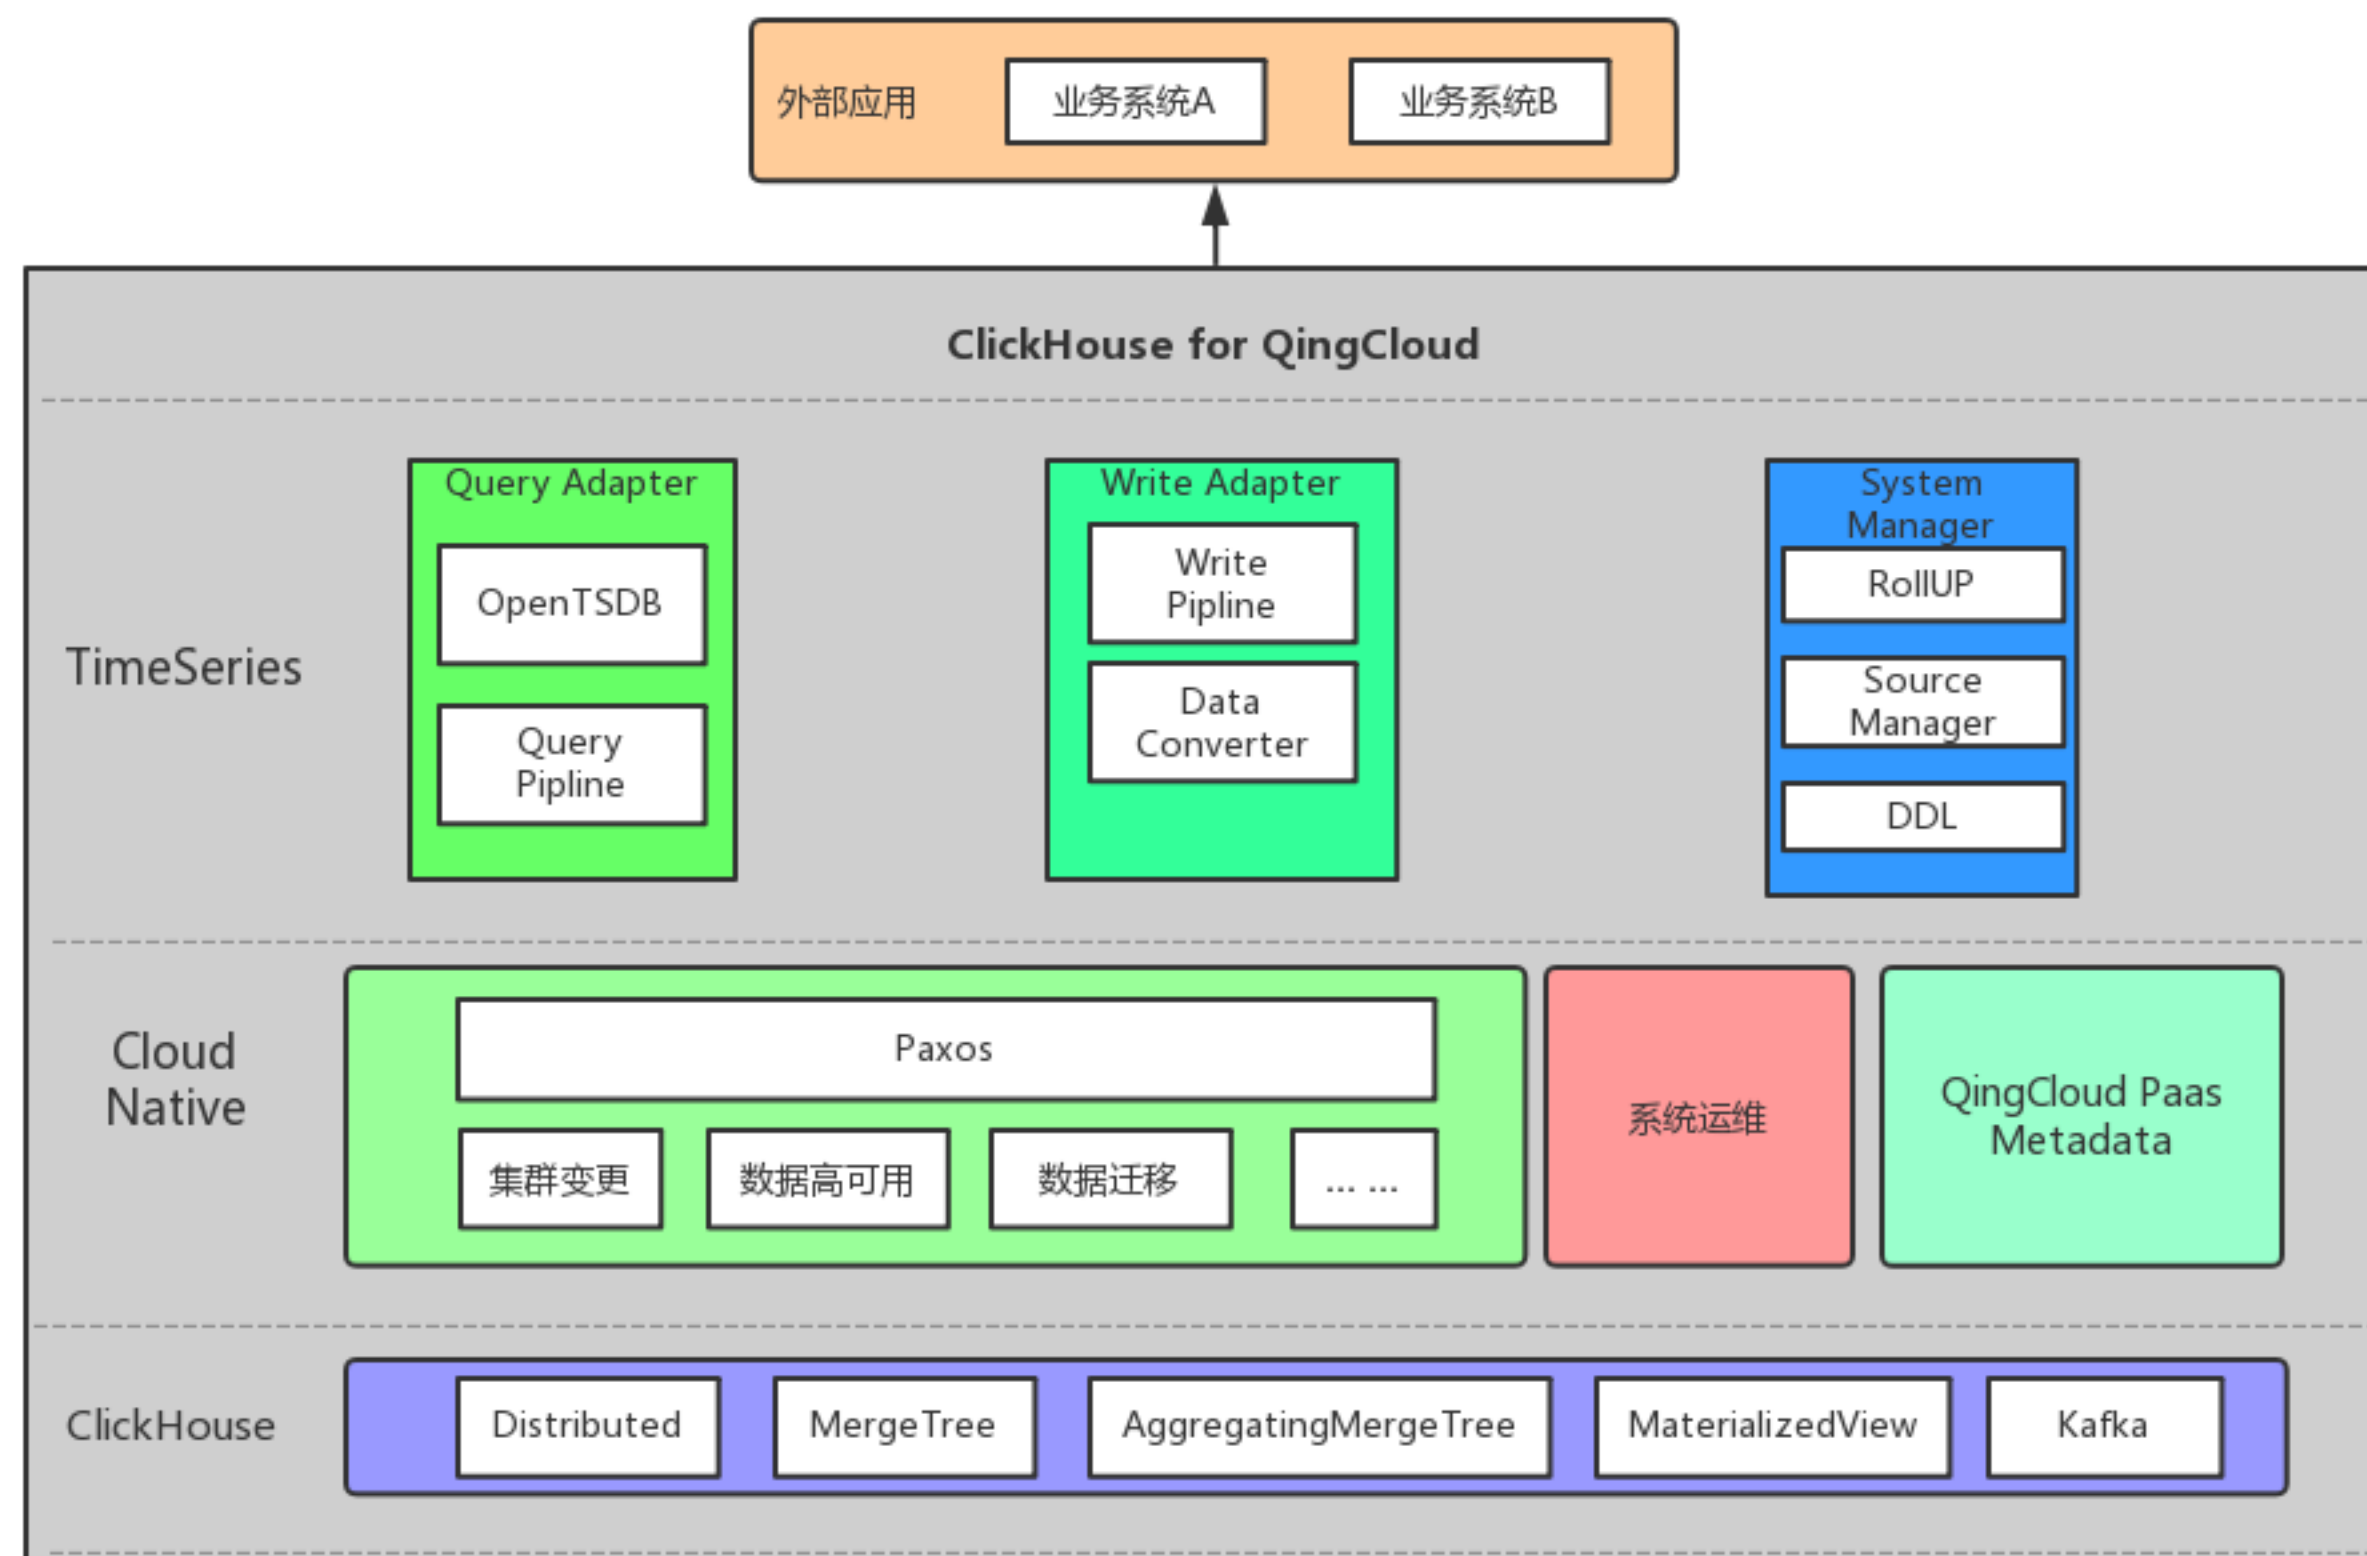 外部应用
业务系统A
业务系统B
ClickHouse for QingCloud
TimeSeries
Query Adapter
OpenTSDB
Query
Pipline
Write Adapter
Write
Pipline
Data
Converter
System
Manager
RollUP
Source
Manager
DDL
Cloud
Native
Paxos
集群变更
数据高可用
数据迁移
... ...
系统运维
QingCloud Paas
Metadata
ClickHouse
Distributed
MergeTree
AggregatingMergeTree
MaterializedView
Kafka